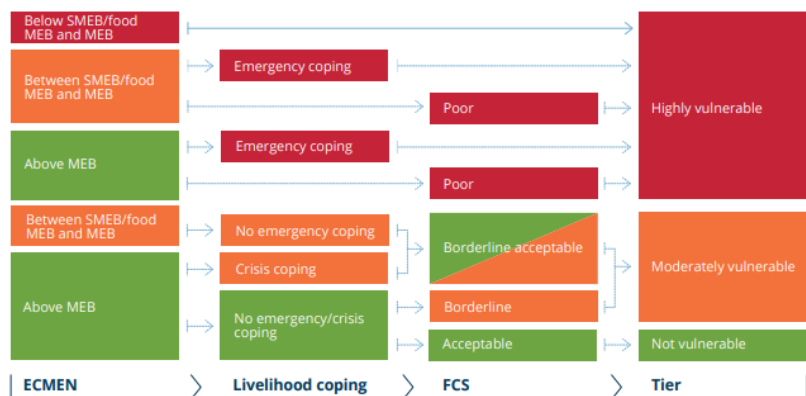 Below SMEB/food
MEB and MEB
Between SMEB/food
MEB and MEB
Emergency coping
Poor
Highly vulnerable
Above MEB
Emergency coping
Poor
Between SMEB/food
MEB and MEB
No emergency coping
Crisis coping
Borderline acceptable
Moderately vulnerable
Above MEB
No emergency/crisis
coping
Borderline
Acceptable
Not vulnerable
ECMEN
Livelihood coping
FCS
Tier